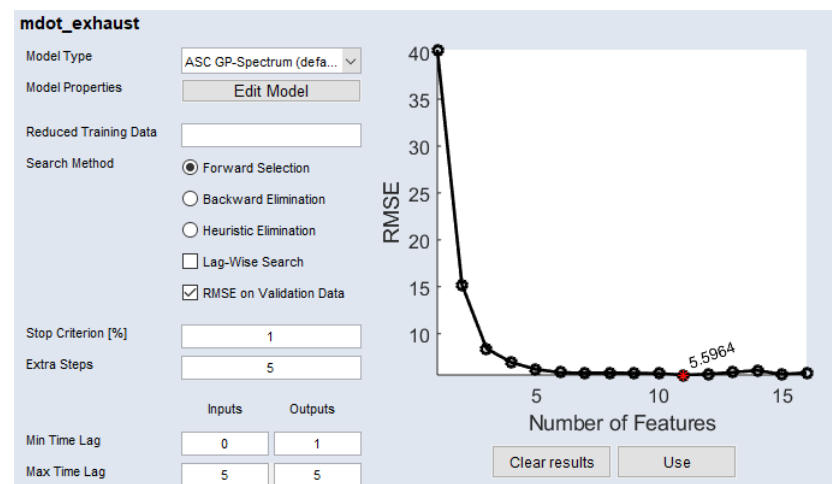 mdot_exhaust
Model Type
ASC GP-Spectrum (defa...
Model Properties
Edit Model
Reduced Training Data
Search Method
Forward Selection
Backward Elimination
Heuristic Elimination
Lag-Wise Search
RMSE on Validation Data
Stop Criterion [%]
1
Extra Steps
5
Inputs
Outputs
Min Time Lag
0
1
Max Time Lag
5
5
40
35
30
25
20
15
10
RMSE
5.5964
5
10
15
Number of Features
Clear results
Use